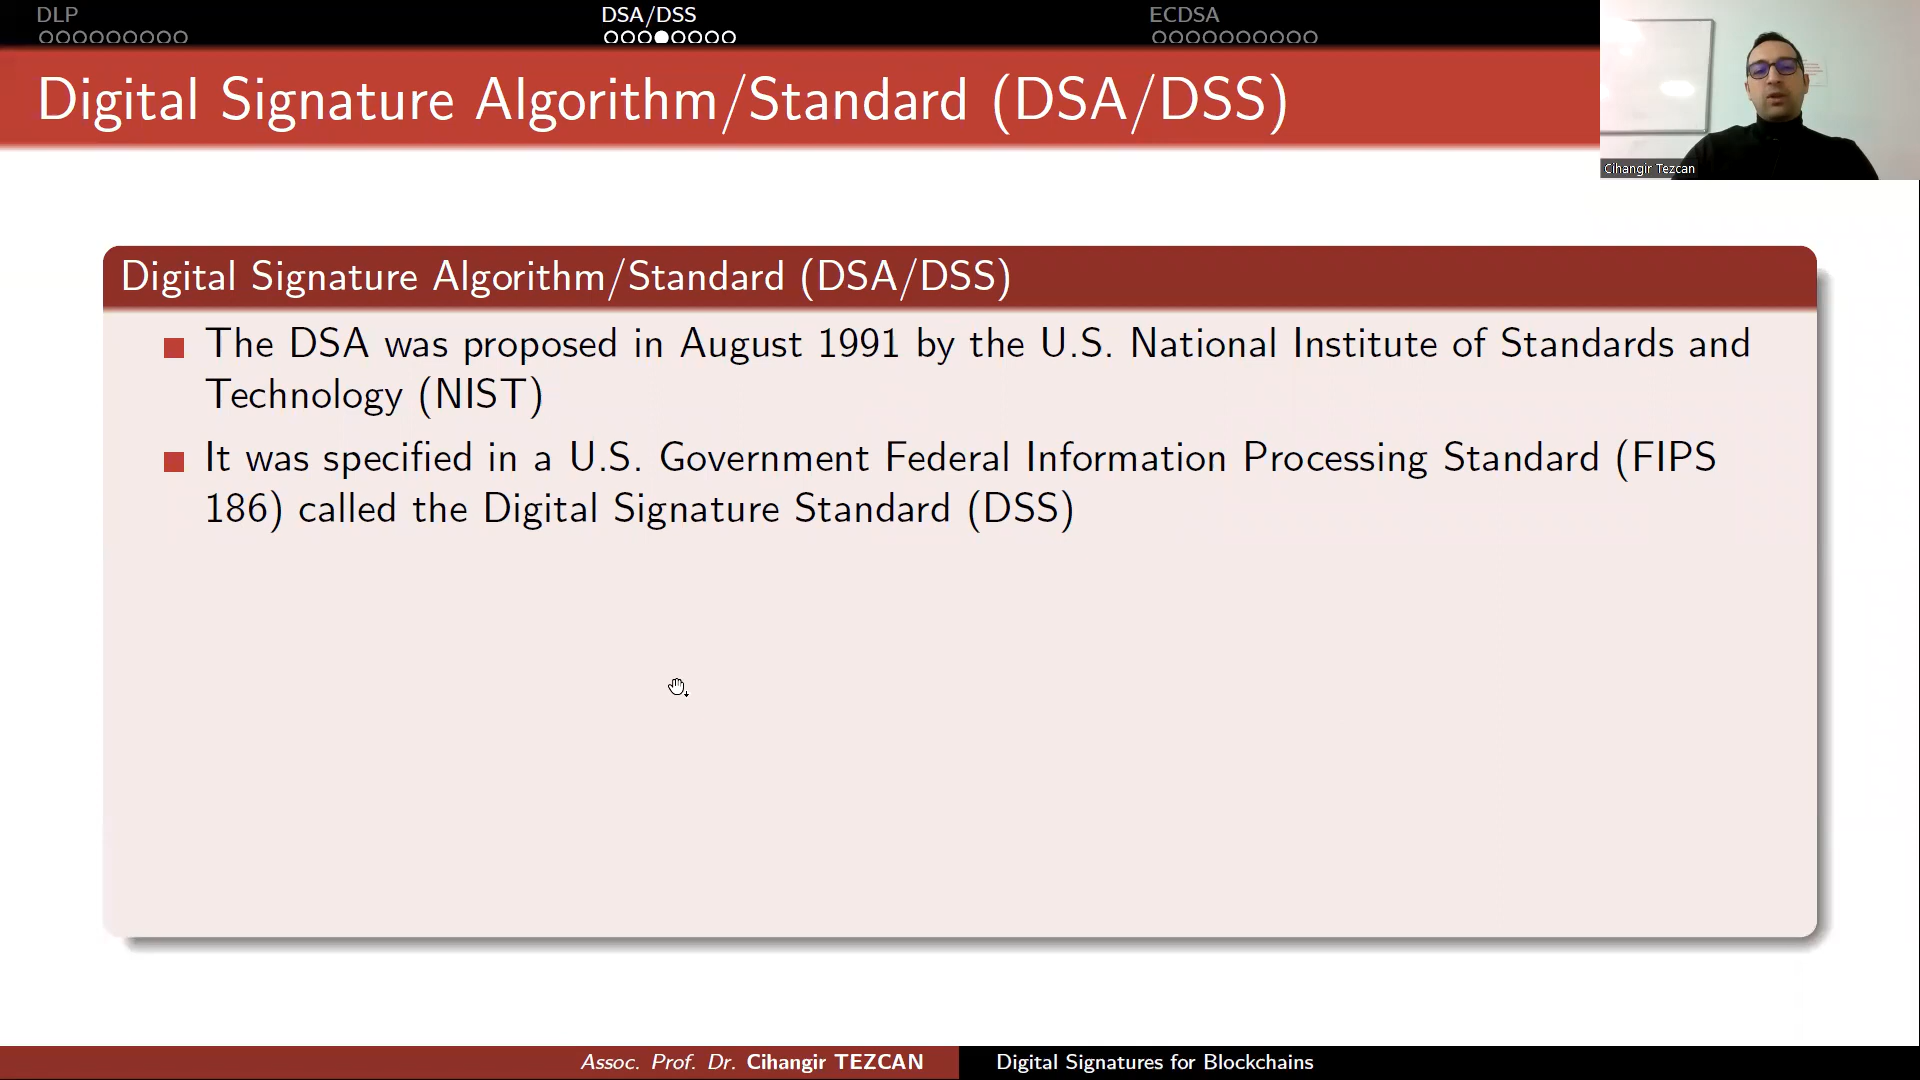 DLP
DSA/DSS
ECDSA
Digital Signature Algorithm/Standard (DSA/DSS)
Cihangir Tezcan
Digital Signature Algorithm/Standard (DSA/DSS)
The DSA was proposed in August 1991 by the U.S. National Institute of Standards and
Technology (NIST)
It was specified in a U.S. Government Federal Information Processing Standard (FIPS
186) called the Digital Signature Standard (DSS)
Assoc. Prof. Dr. Cihangir TEZCAN
Digital Signatures for Blockchains